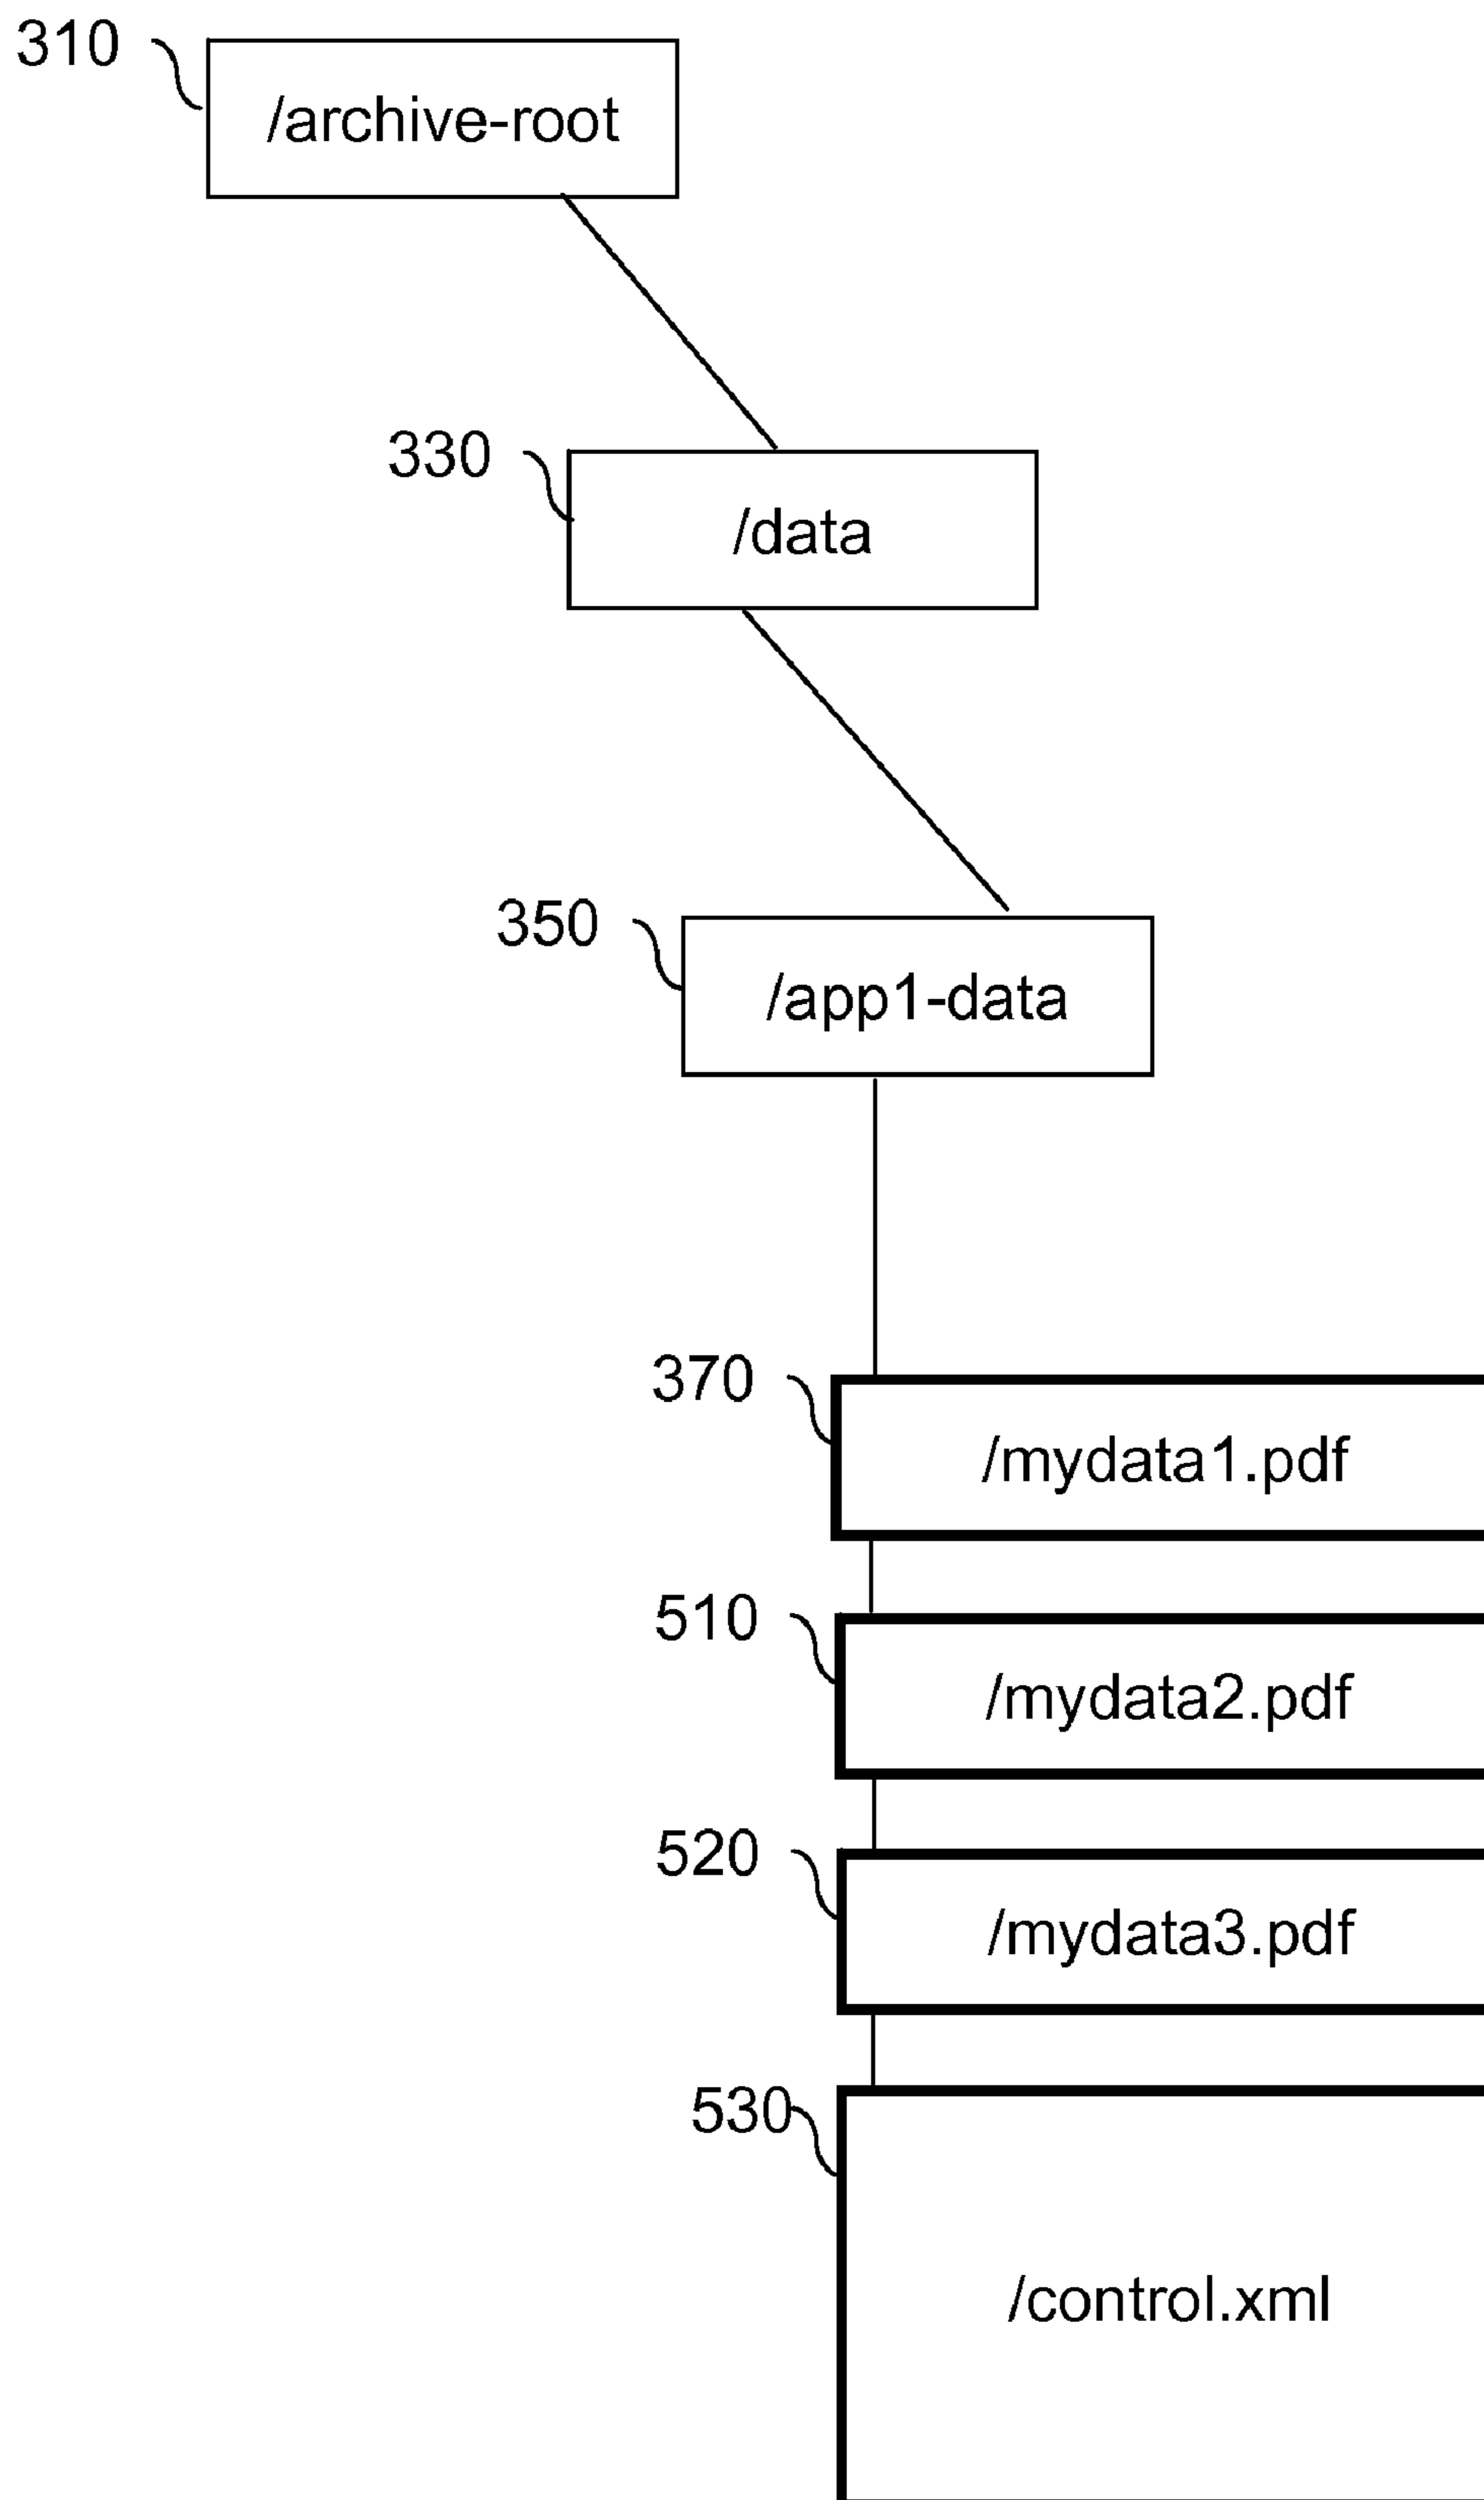 310
/archive-root
330
/data
350
/app1-data
370
/mydata1.pdf
510
/mydata2.pdf
520
/mydata3.pdf
530
/control.xml